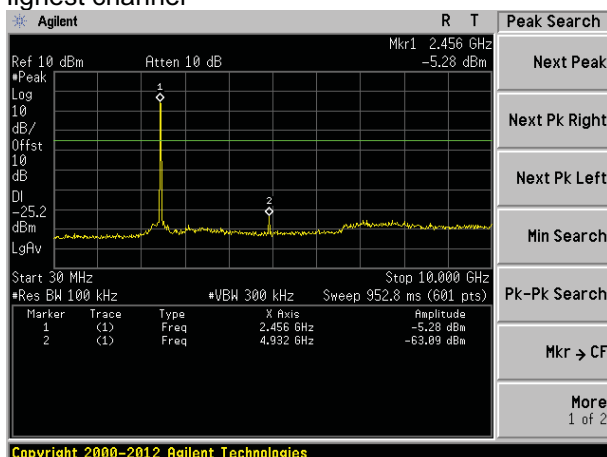 Agilent R T Peak Search
Mkr1 2.456 GHz
Ref 10 dBm Atten 10 dB -5.28 dBm
#Peak
Log
10
dB/
Offst
10
dB
DI
-25.2
dBm
LgAv
1
2
Start 30 MHz Stop 10.000 GHz
#Res BW 100 kHz #VBW 300 kHz Sweep 952.8 ms (601 pts)
Marker Trace Type X Axis Amplitude
1 (1) Freq 2.456 GHz -5.28 dBm
2 (1) Freq 4.932 GHz -63.09 dBm
Copyright 2000-2012 Agilent Technologies
Next Peak
Next Pk Right
Next Pk Left
Min Search
Pk-Pk Search
Mkr → CF
More
1 of 2